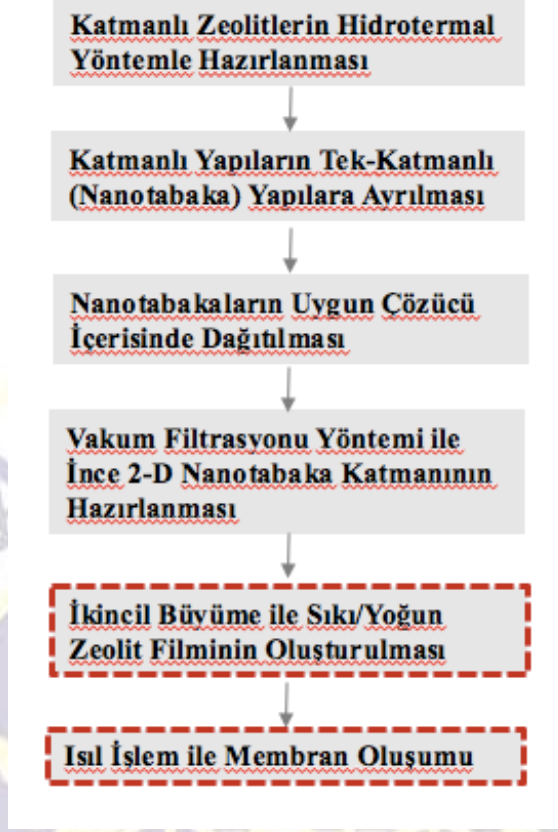 Katmanlı Zeolitlerin Hidrotermal
Yöntemle Hazırlanması
Katmanlı Yapıların Tek-Katmanlı
(Nanotabaka) Yapılara Ayrılması
Nanotabakaların Uygun Çözücü
İçerisinde Dağıtılması
Vakum Filtrasyonu Yöntemi ile
İnce 2-D Nanotabaka Katmanının
Hazırlanması
İkincil Büyüme ile Sıkı/Yoğun
Zeolit Filminin Oluşturulması
Isıl İşlem ile Membran Oluşumu